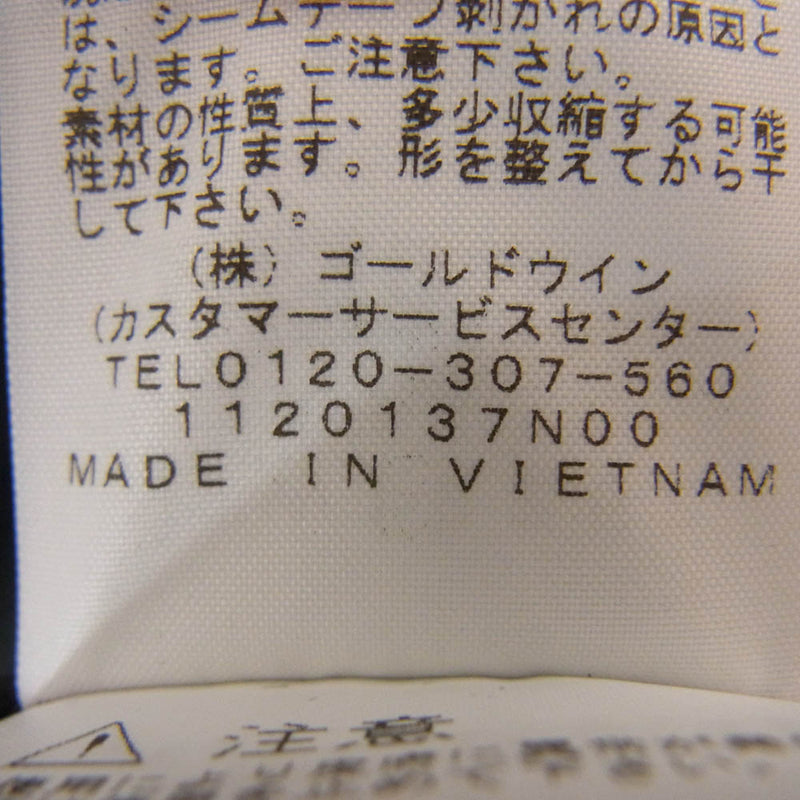 は、シームテープ剥がれの原因と
なります。ご注意下さい。
素材の性質上、多少収縮する可能
性があります。形を整えてから干
して下さい。
(株)ゴールドウイン
(カスタマーサービスセンター)
TEL0120-307-560
1120137N00
MADE IN VIETNAM
注意